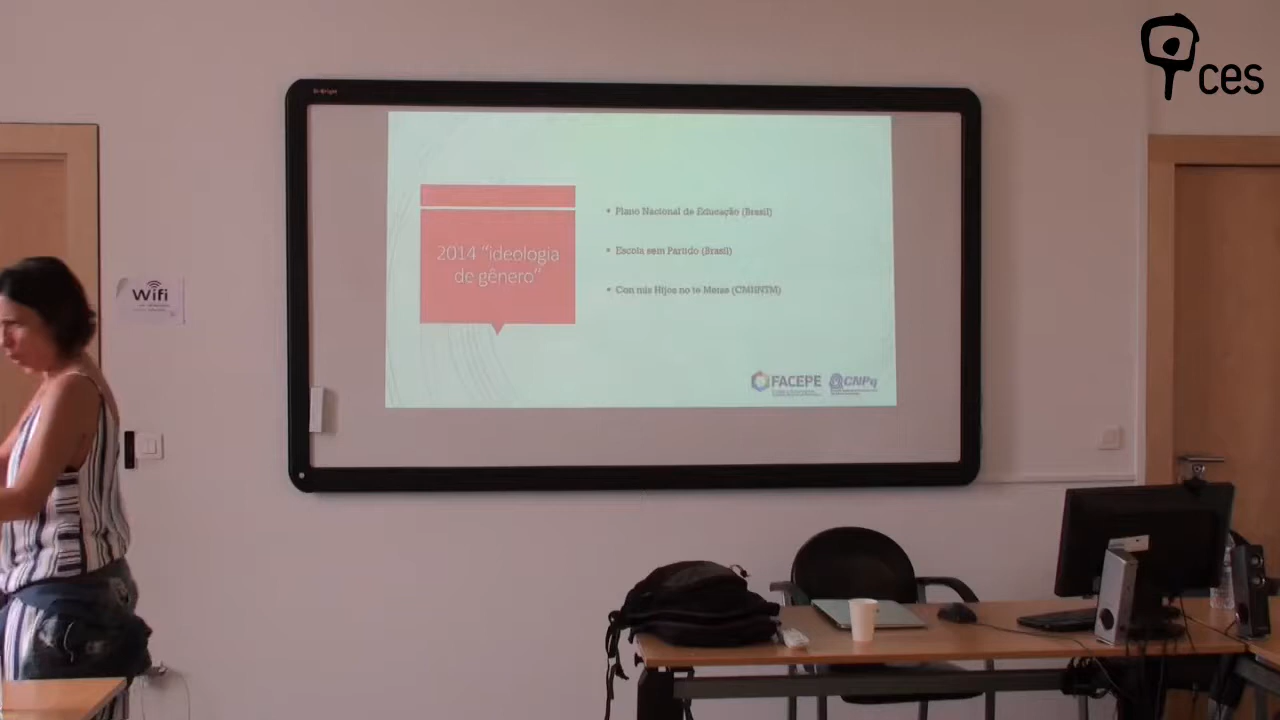 ces
2014 “ideologia
de gênero”
• Plano Nacional de Educação (Brasil)
• Escola sem Partido (Brasil)
• Con mis Hijos no te Metas (CMHNTM)
FACEPE
CNPq
Wifi